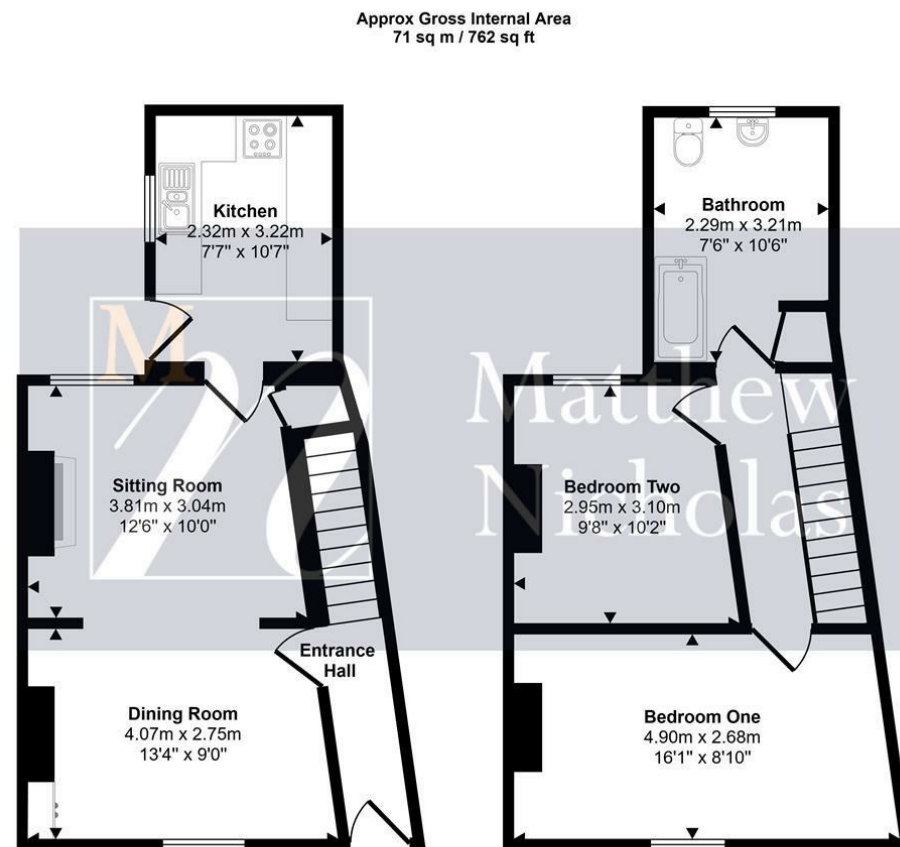 Approx Gross Internal Area
71 sq m / 762 sq ft
Kitchen
2.32m x 3.22m
7'7" x 10'7"
Bathroom
2.29m x 3.21m
7'6" x 10'6"
M
n
Matthew
Nicholas
Sitting Room
3.81m x 3.04m
12'6" x 10'0"
Bedroom Two
2.95m x 3.10m
9'8" x 10'2"
Entrance
Hall
Dining Room
4.07m x 2.75m
13'4" x 9'0"
Bedroom One
4.90m x 2.68m
16'1" x 8'10"